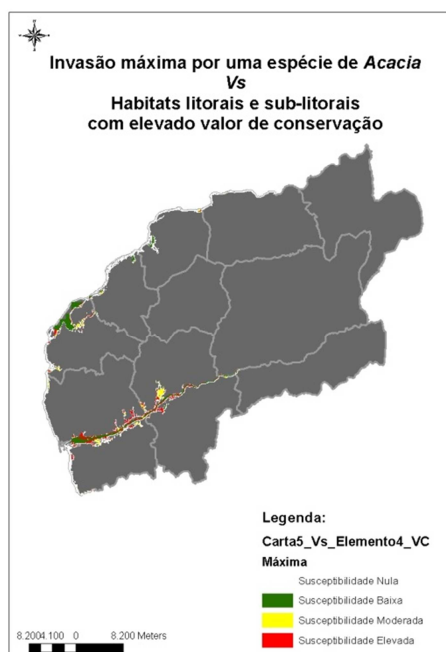 Invasão máxima por uma espécie de Acacia
Vs
Habitats litorais e sub-litorais
com elevado valor de conservação
Legenda:
Carta5_Vs_Elemento4_VC
Máxima
Susceptibilidade Nula
Susceptibilidade Baixa
Susceptibilidade Moderada
Susceptibilidade Elevada
8.2004.100 0 8.200 Meters